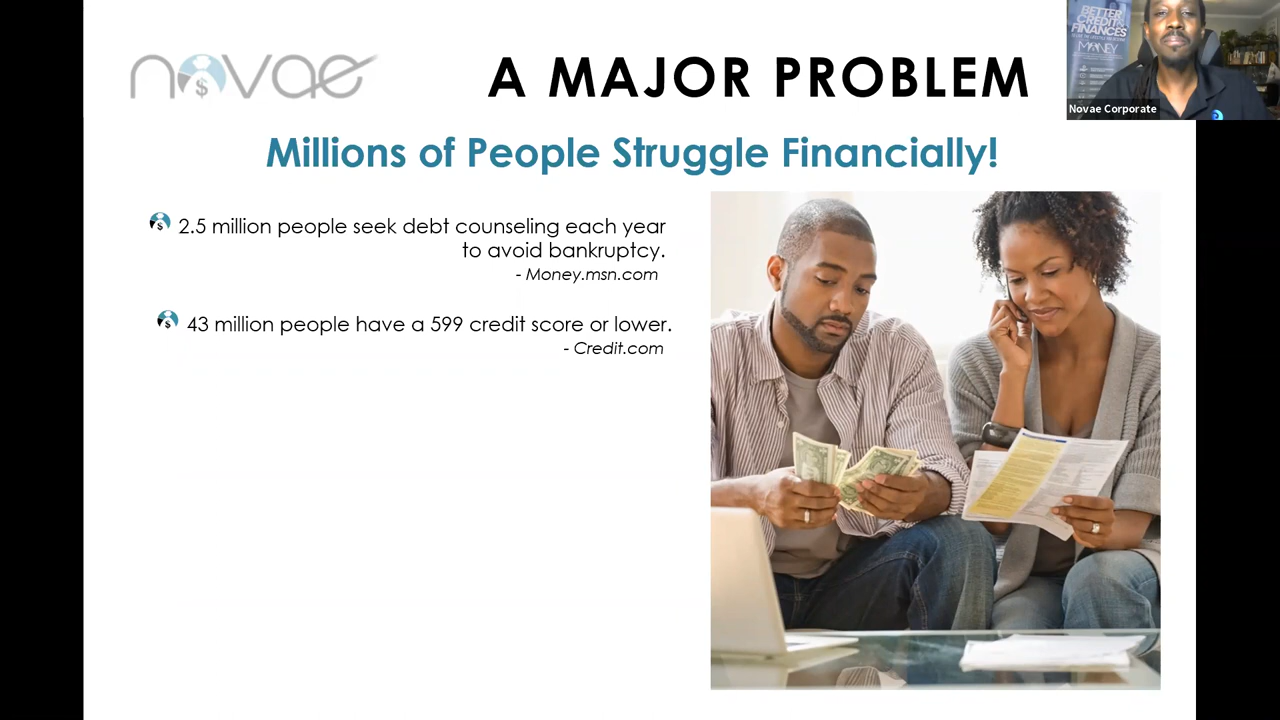 novae
A MAJOR PROBLEM
BETTER
CREDIT &
FINANCES
MONEY
Novae Corporate
Millions of People Struggle Financially!
2.5 million people seek debt counseling each year
to avoid bankruptcy.
- Money.msn.com
43 million people have a 599 credit score or lower.
- Credit.com